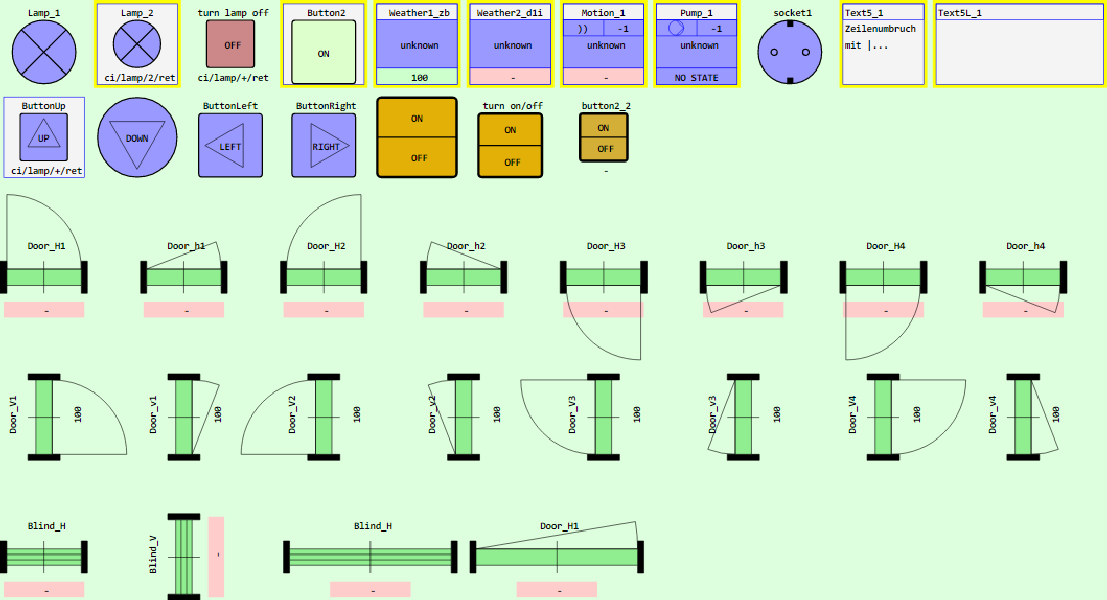 Lamp_1
Lamp_2
turn lamp off
Button2
Weather1_zb
Weather2_d1i
Motion_1
Pump_1
socket1
Text5_1
Text5L_1
OFF
ON
unknown
unknown
)) -1
unknown
-1
unknown
Zeilenumbruch
mit |...
ci/lamp/2/ret
ci/lamp/+/ret
100
-
-
NO STATE
ButtonUp
UP
ci/lamp/+/ret
DOWN
ButtonLeft
LEFT
ButtonRight
RIGHT
ON
OFF
turn on/off
ON
OFF
button2_2
ON
OFF
-
Door_H1
Door_h1
Door_H2
Door_h2
Door_H3
Door_h3
Door_H4
Door_h4
-
-
-
-
-
-
-
-
Door_V1
100
Door_v1
100
Door_V2
100
Door_v2
100
Door_V3
100
Door_v3
100
Door_V4
100
Door_v4
100
Blind_H
-
Blind_V
-
Blind_H
-
Door_H1
-